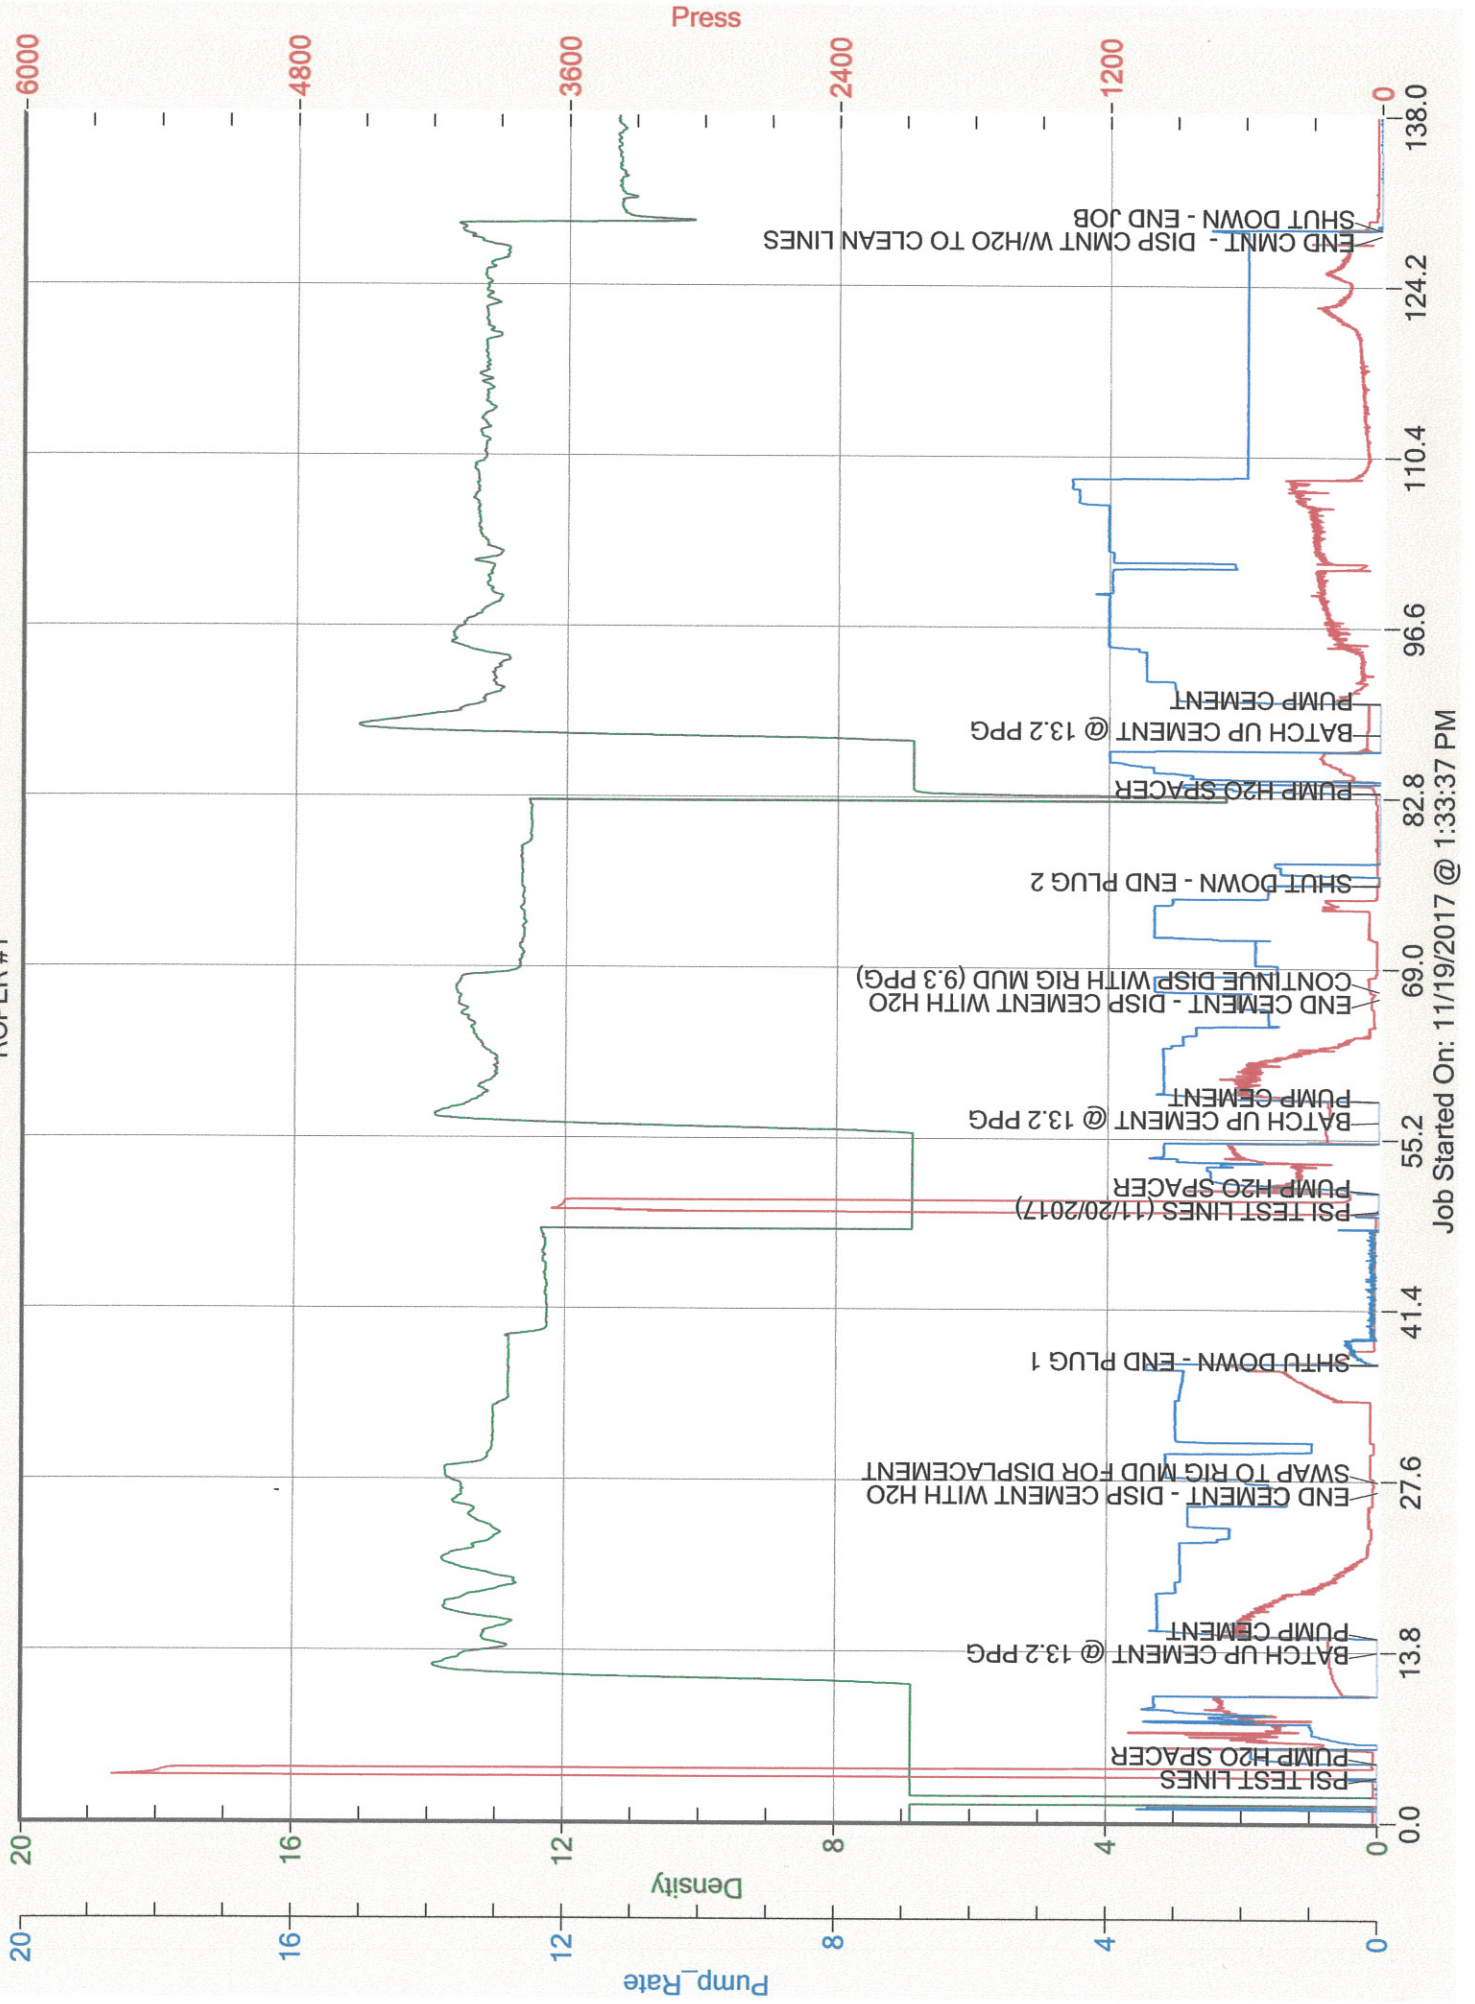 Press
6000
4800
3600
2400
1200
0
20
16
12
8
4
0
Density
20
16
12
8
4
0
Pump_Rate
0.0
13.8
27.6
41.4
55.2
69.0
82.8
96.6
110.4
124.2
138.0
PSI TEST LINES
PUMP H2O SPACER
BATCH UP CEMENT @ 13.2 PPG
PUMP CEMENT
END CEMENT - DISP CEMENT WITH H2O
SWAP TO RIG MUD FOR DISPLACEMENT
SHTU DOWN - END PLUG 1
PSI TEST LINES (11/20/2017)
PUMP H2O SPACER
BATCH UP CEMENT @ 13.2 PPG
PUMP CEMENT
END CEMENT - DISP CEMENT WITH H2O
CONTINUE DISP WITH RIG MUD (9.3 PPG)
SHUT DOWN - END PLUG 2
PUMP H2O SPACER
BATCH UP CEMENT @ 13.2 PPG
PUMP CEMENT
END CMNT - DISP CMNT W/H2O TO CLEAN LINES
SHUT DOWN - END JOB
Job Started On: 11/19/2017 @ 1:33:37 PM